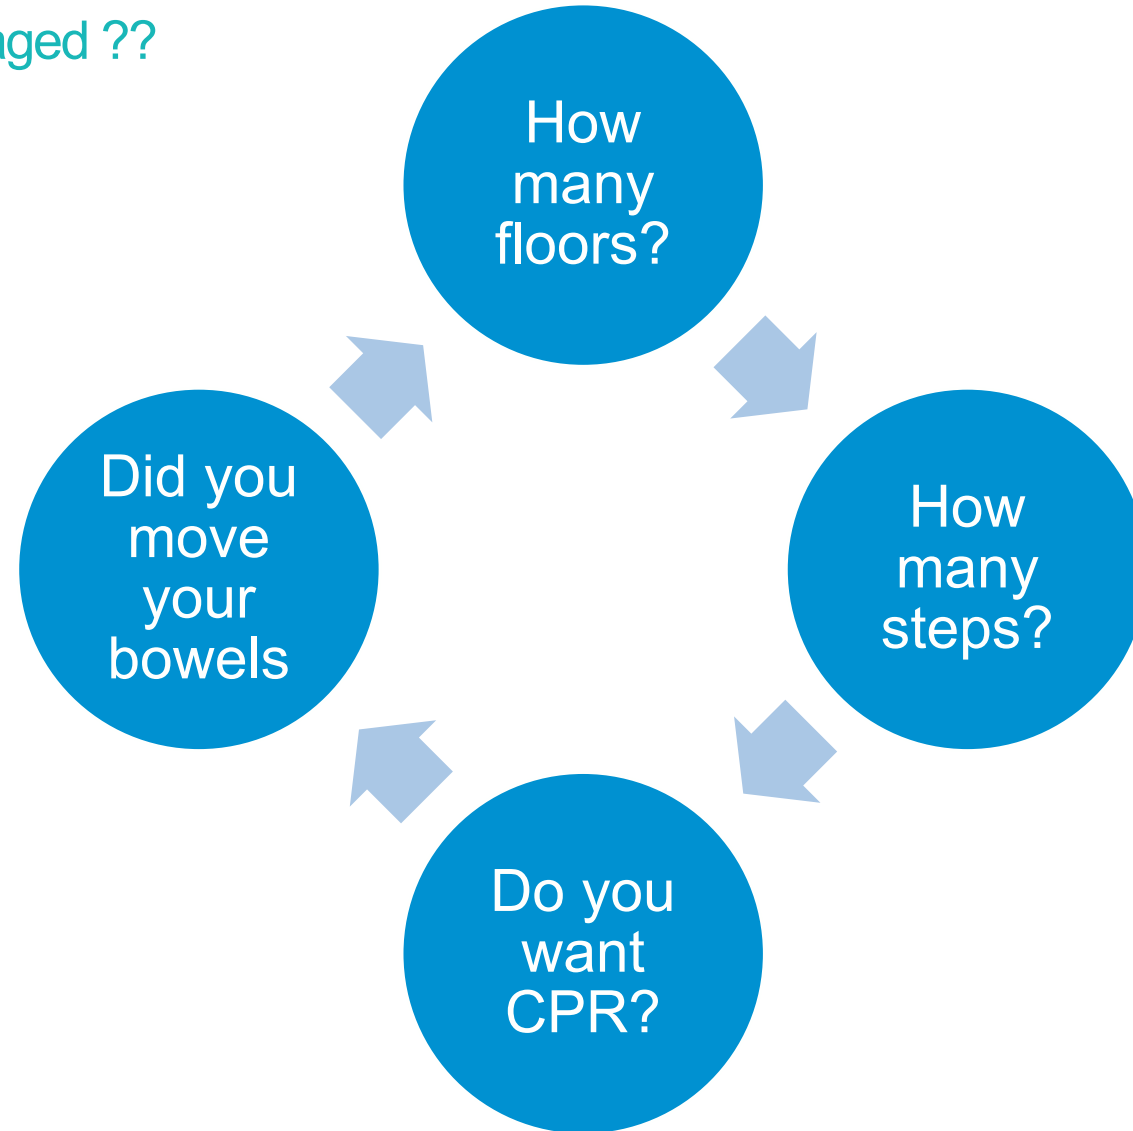 aged ??
How
many
floors?
How
many
steps?
Do you
want
CPR?
Did you
move
your
bowels